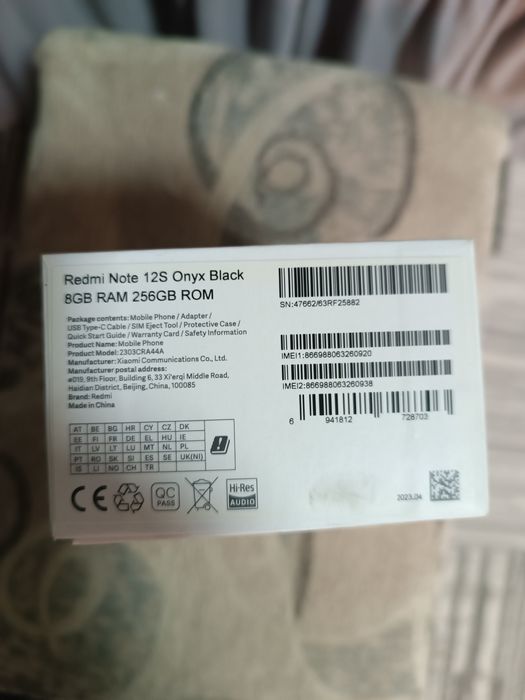 Redmi Note 12S Onyx Black
8GB RAM 256GB ROM
Package contents: Mobile Phone / Adapter /
USB Type-C Cable / SIM Eject Tool / Protective Case /
Quick Start Guide / Warranty Card / Safety Information
Product Name: Mobile Phone
Product Model: 2303CRA44A
Manufacturer: Xiaomi Communications Co., Ltd.
Manufacturer postal address:
#019, 9th Floor, Building 6, 33 Xi'erqi Middle Road,
Haidian District, Beijing, China, 100085
Brand: Redmi
Made in China
AT BE BG HR CY CZ DK
EE FI FR DE EL HU IE
IT LV LT LU MT NL PL
PT RO SK SI ES SE UK(NI)
IS LI NO CH TR
CE
QC
PASS
Hi-Res
AUDIO
SN:47662/63RF25882
IMEI1:866988063260920
IMEI2:866988063260938
6 941812 728703
2023.04